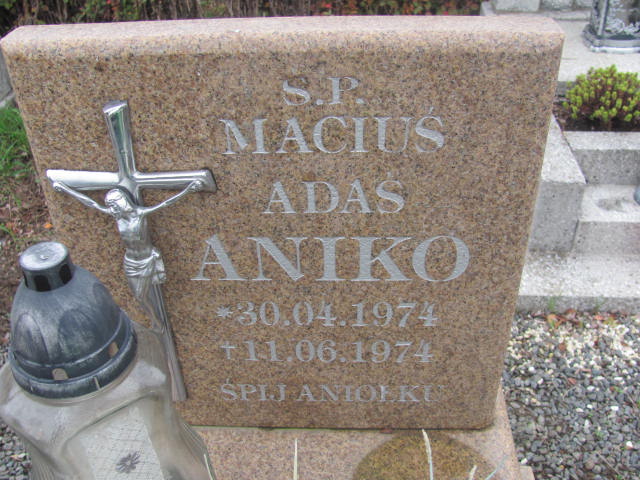 S.P.
MACIUŚ
ADAŚ
ANIKO
*30.04.1974
†11.06.1974
ŚPIJ ANIOŁKU